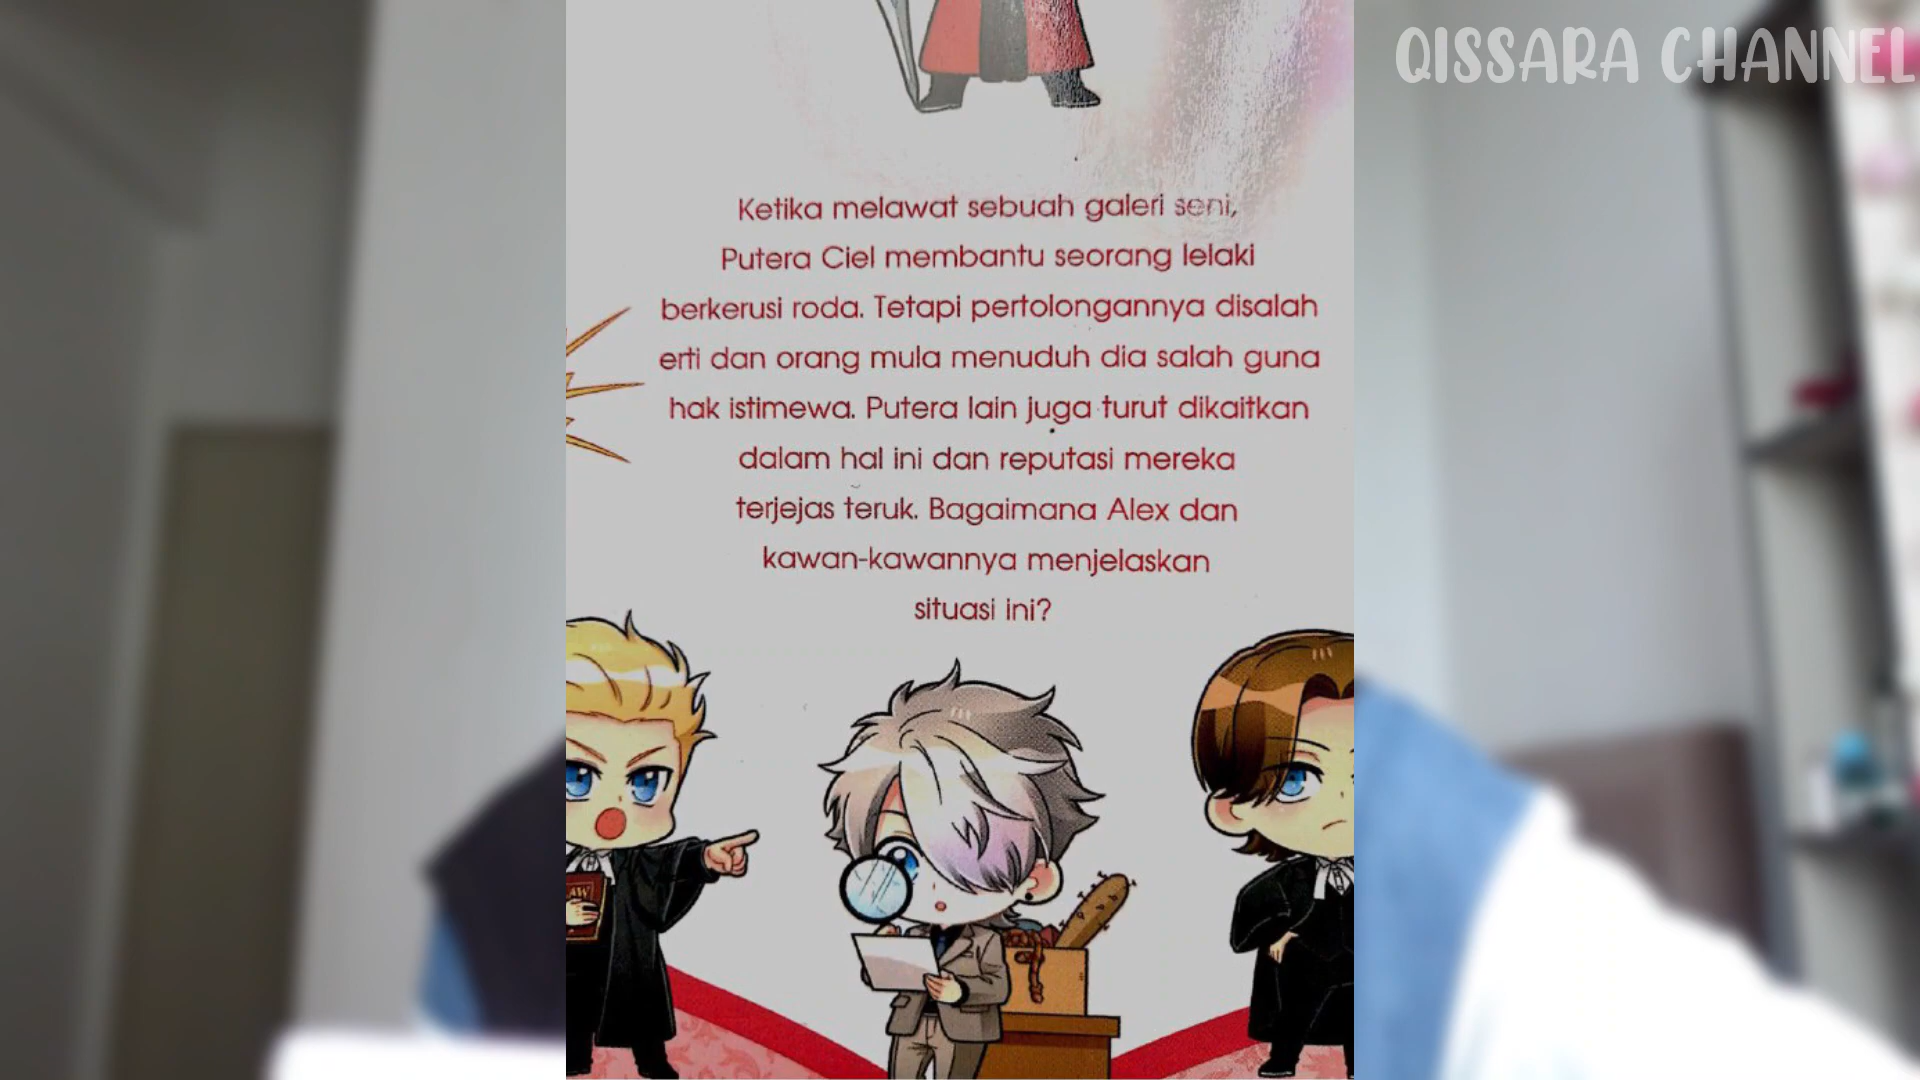 QISSARA CHANNEL
Ketika melawat sebuah galeri seni,
Putera Ciel membantu seorang lelaki
berkerusi roda. Tetapi pertolongannya disalah
erti dan orang mula menuduh dia salah guna
hak istimewa. Putera lain juga turut dikaitkan
dalam hal ini dan reputasi mereka
terjejas teruk. Bagaimana Alex dan
kawan-kawannya menjelaskan
situasi ini?